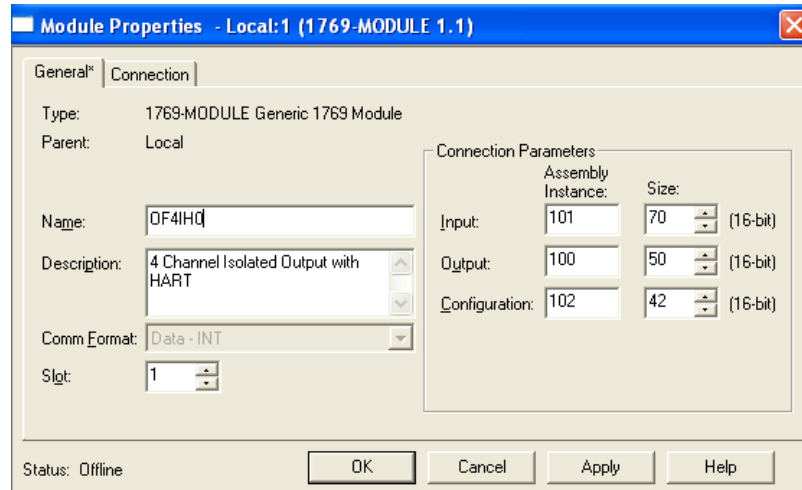 Module Properties - Local:1 (1769-MODULE 1.1)
General* Connection
Type: 1769-MODULE Generic 1769 Module
Parent: Local
Connection Parameters
Assembly Instance: Size:
Name: OF4IH0
Input: 101 70 (16-bit)
Description: 4 Channel Isolated Output with HART
Output: 100 50 (16-bit)
Configuration: 102 42 (16-bit)
Comm Format: Data - INT
Slot: 1
Status: Offline OK Cancel Apply Help